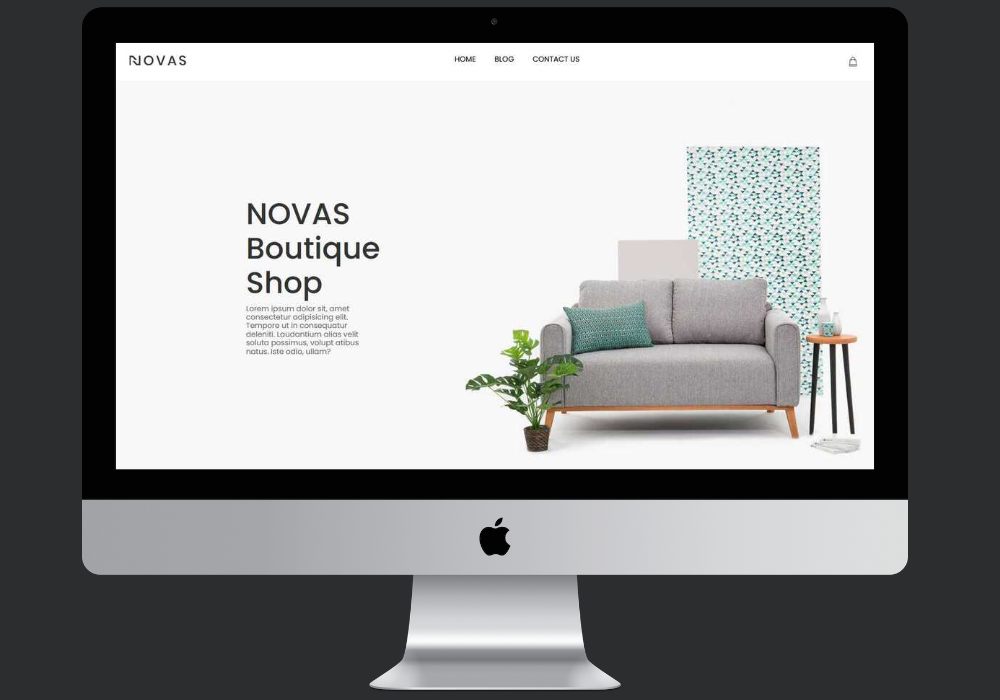 NOVAS
HOME BLOG CONTACT US
NOVAS
Boutique
Shop
Lorem ipsum dolor sit, amet
consectetur adipisicing elit.
Tempore ut in consequatur
deleniti. Laudantium alias velit
soluta possimus, volupt atibus
natus. Iste odio, ullam?